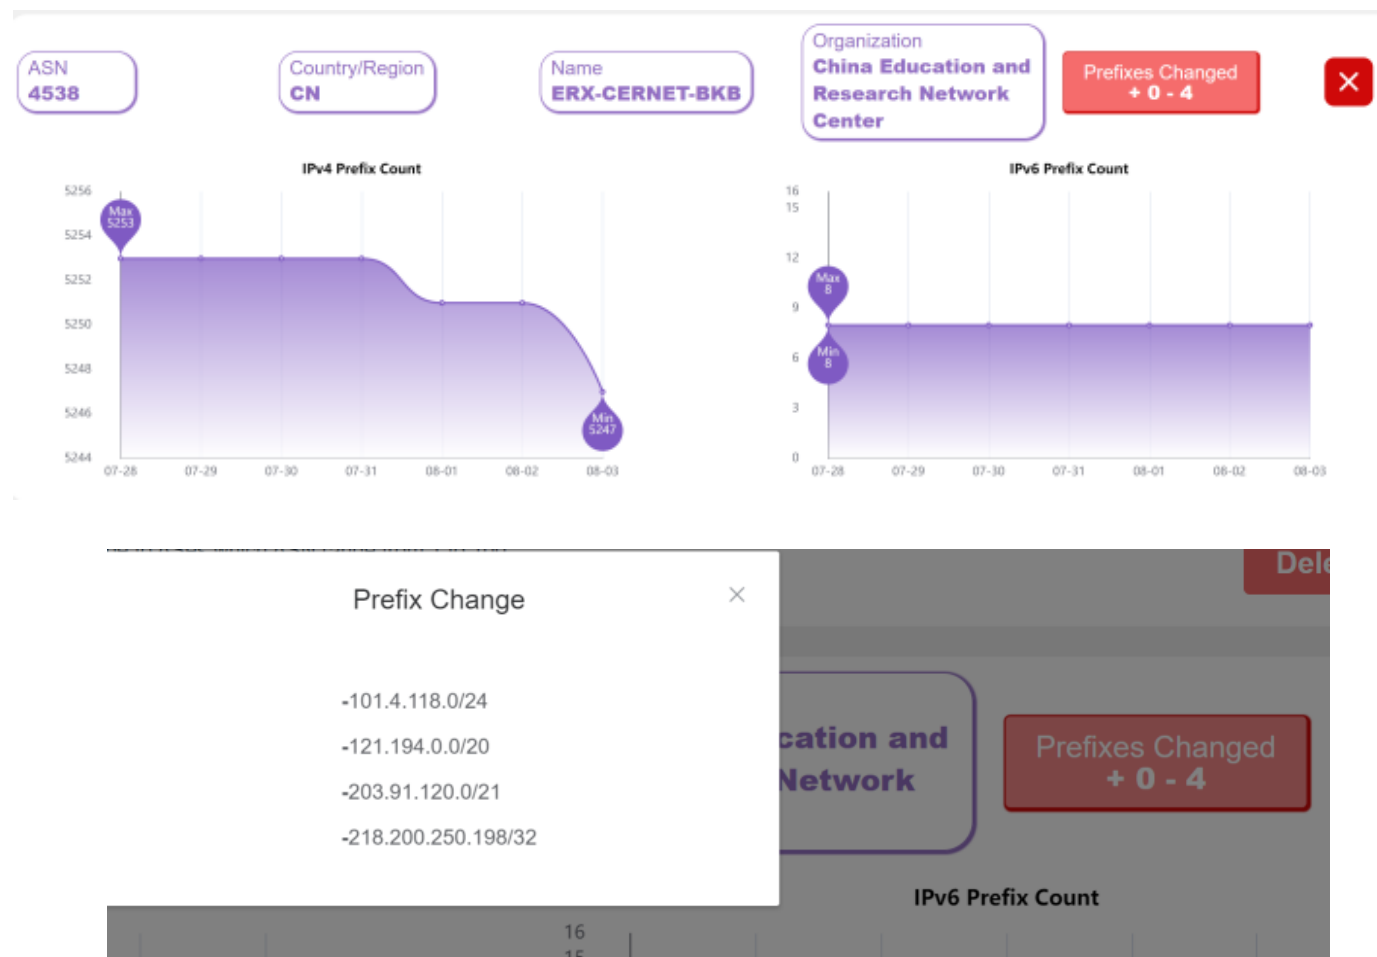 ASN
4538
Country/Region
CN
Name
ERX-CERNET-BKB
Organization
China Education and
Research Network
Center
Prefixes Changed
+ 0 - 4
IPv4 Prefix Count
5256
5254
5252
5250
5248
5246
5244
Max
5253
Min
5247
07-28
07-29
07-30
07-31
08-01
08-02
08-03
IPv6 Prefix Count
16
15
12
9
6
3
0
Max
8
Min
8
07-28
07-29
07-30
07-31
08-01
08-02
08-03
Dele
Prefix Change
-101.4.118.0/24
-121.194.0.0/20
-203.91.120.0/21
-218.200.250.198/32
cation and
Network
Prefixes Changed
+ 0 - 4
IPv6 Prefix Count
16
15